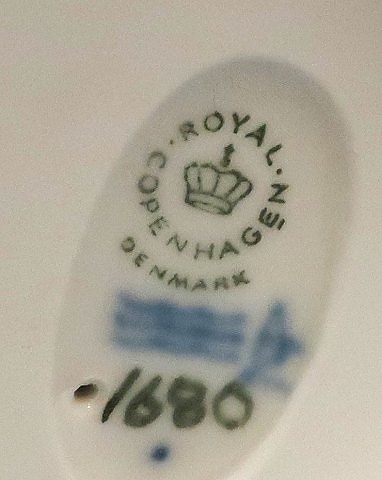 ROYAL · COPENHAGEN ·
DENMARK
1680